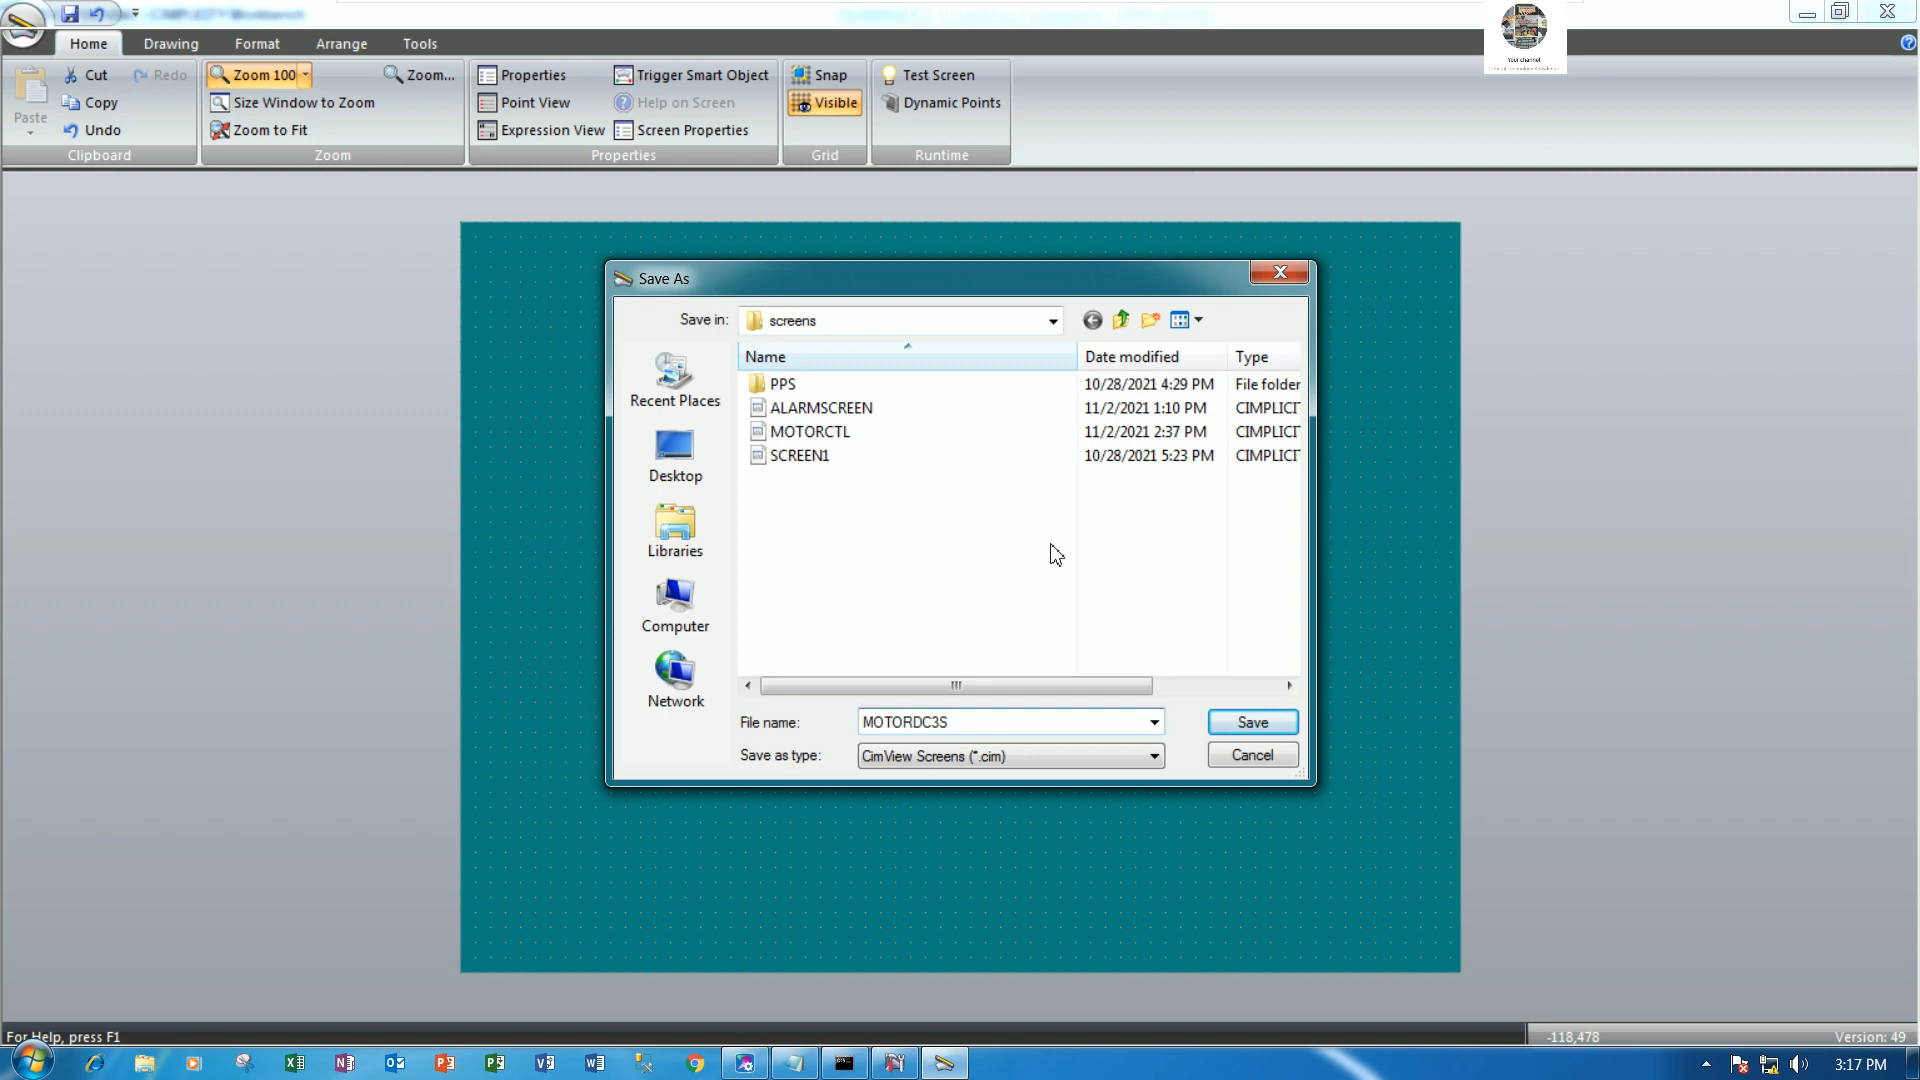 Home Drawing Format Arrange Tools
Your channel
Paste Cut Redo Zoom 100 Zoom... Properties Trigger Smart Object Snap Test Screen
Copy Size Window to Zoom Point View Help on Screen Visible Dynamic Points
Undo Zoom to Fit Expression View Screen Properties
Clipboard Zoom Properties Grid Runtime
Save As
Save in: screens
Name Date modified Type
PPS 10/28/2021 4:29 PM File folder
ALARMSCREEN 11/2/2021 1:10 PM CIMPLICIT
MOTORCTL 11/2/2021 2:37 PM CIMPLICIT
SCREEN1 10/28/2021 5:23 PM CIMPLICIT
Recent Places
Desktop
Libraries
Computer
Network
File name: MOTORDC3S Save
Save as type: CimView Screens (*.cim) Cancel
For Help, press F1 -118,478 Version: 49
3:17 PM